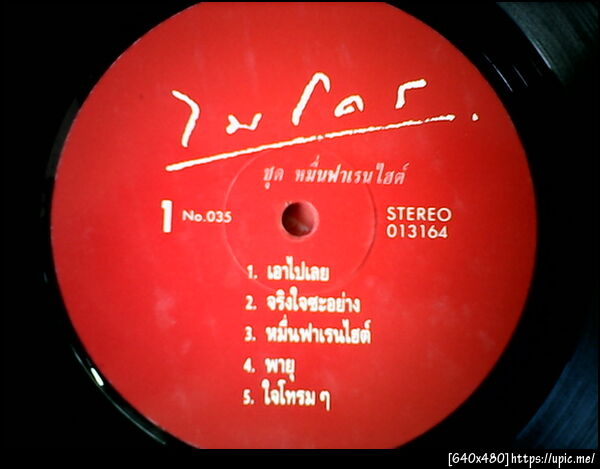 ไมโคร
ชุด หมื่นฟาเรนไฮต์
1 No.035
STEREO
013164
1. เอาไปเลย
2. จริงใจซะอย่าง
3. หมื่นฟาเรนไฮต์
4. พายุ
5. ใจโทรมๆ
[640x480]https://upic.me/